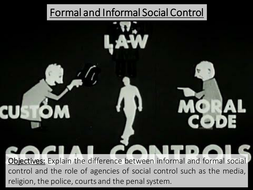 Formal and Informal Social Control
LAW
CUSTOM
MORAL
CODE
SOCIAL CONTROLS
Objectives: Explain the difference between informal and formal social
control and the role of agencies of social control such as the media,
religion, the police, courts and the penal system.